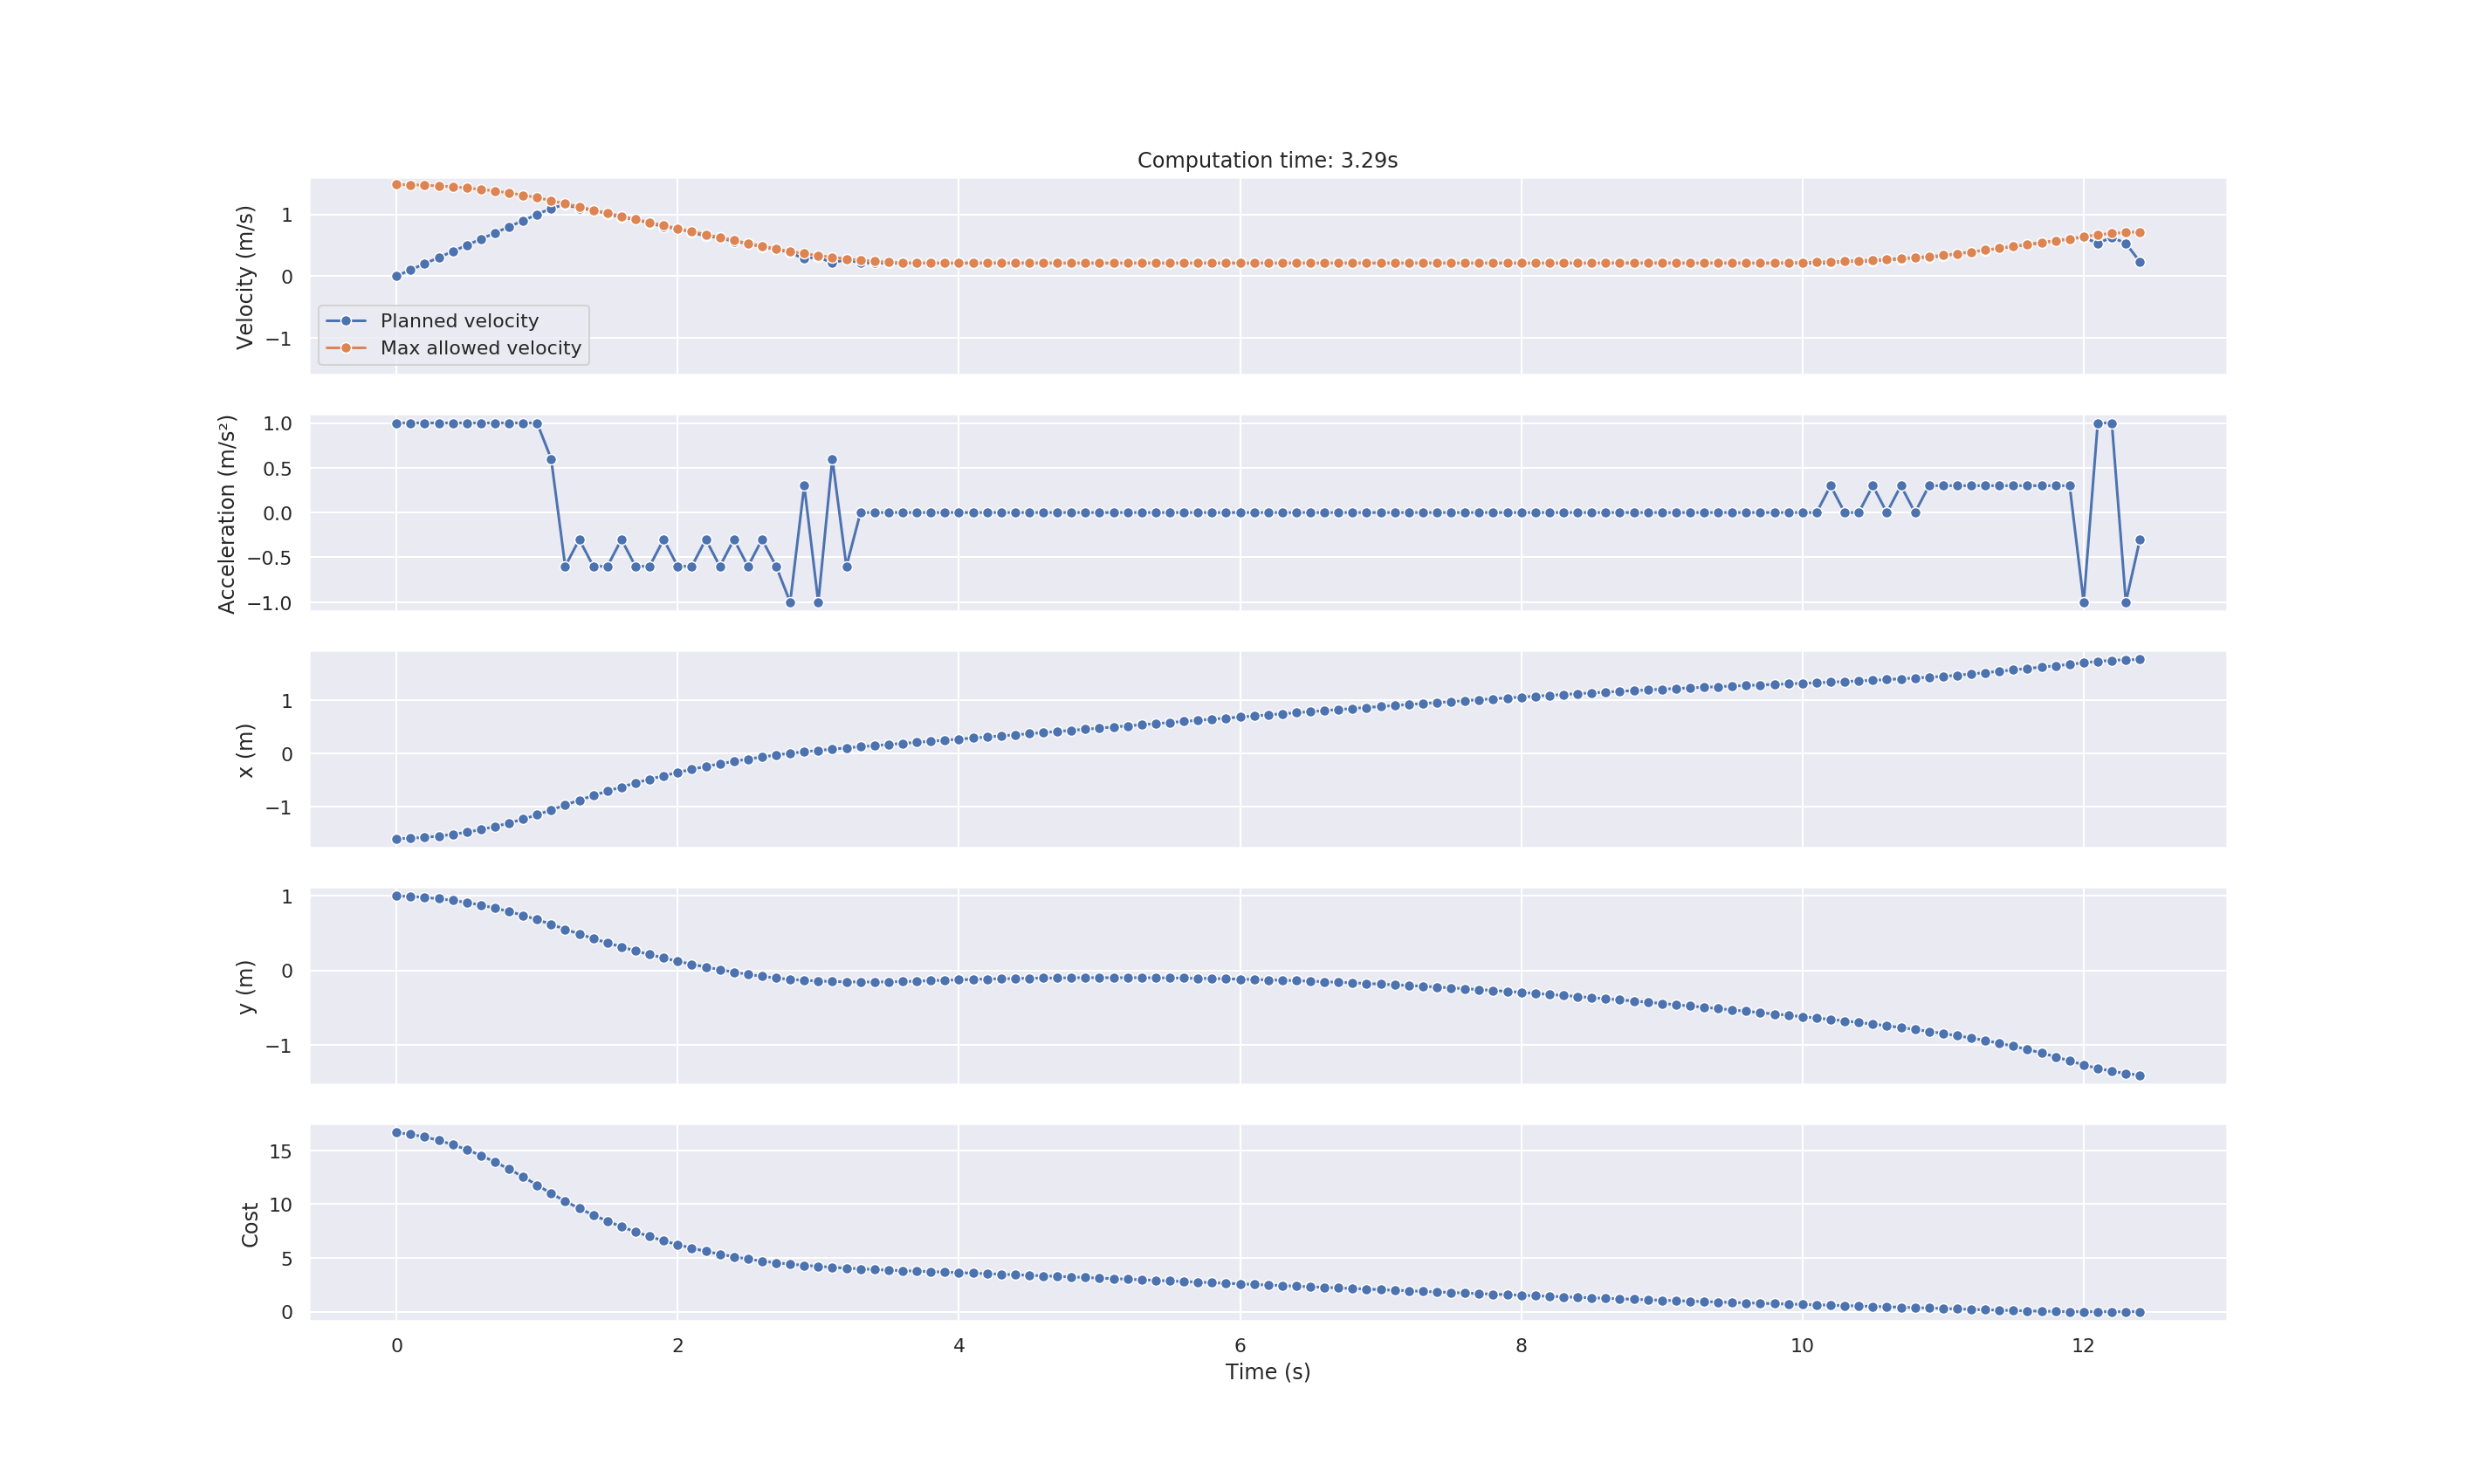 Computation time: 3.29s
Velocity (m/s)
1
0
−1
Planned velocity
Max allowed velocity
Acceleration (m/s²)
1.0
0.5
0.0
−0.5
−1.0
x (m)
1
0
−1
y (m)
1
0
−1
Cost
15
10
5
0
0 2 4 6 8 10 12
Time (s)